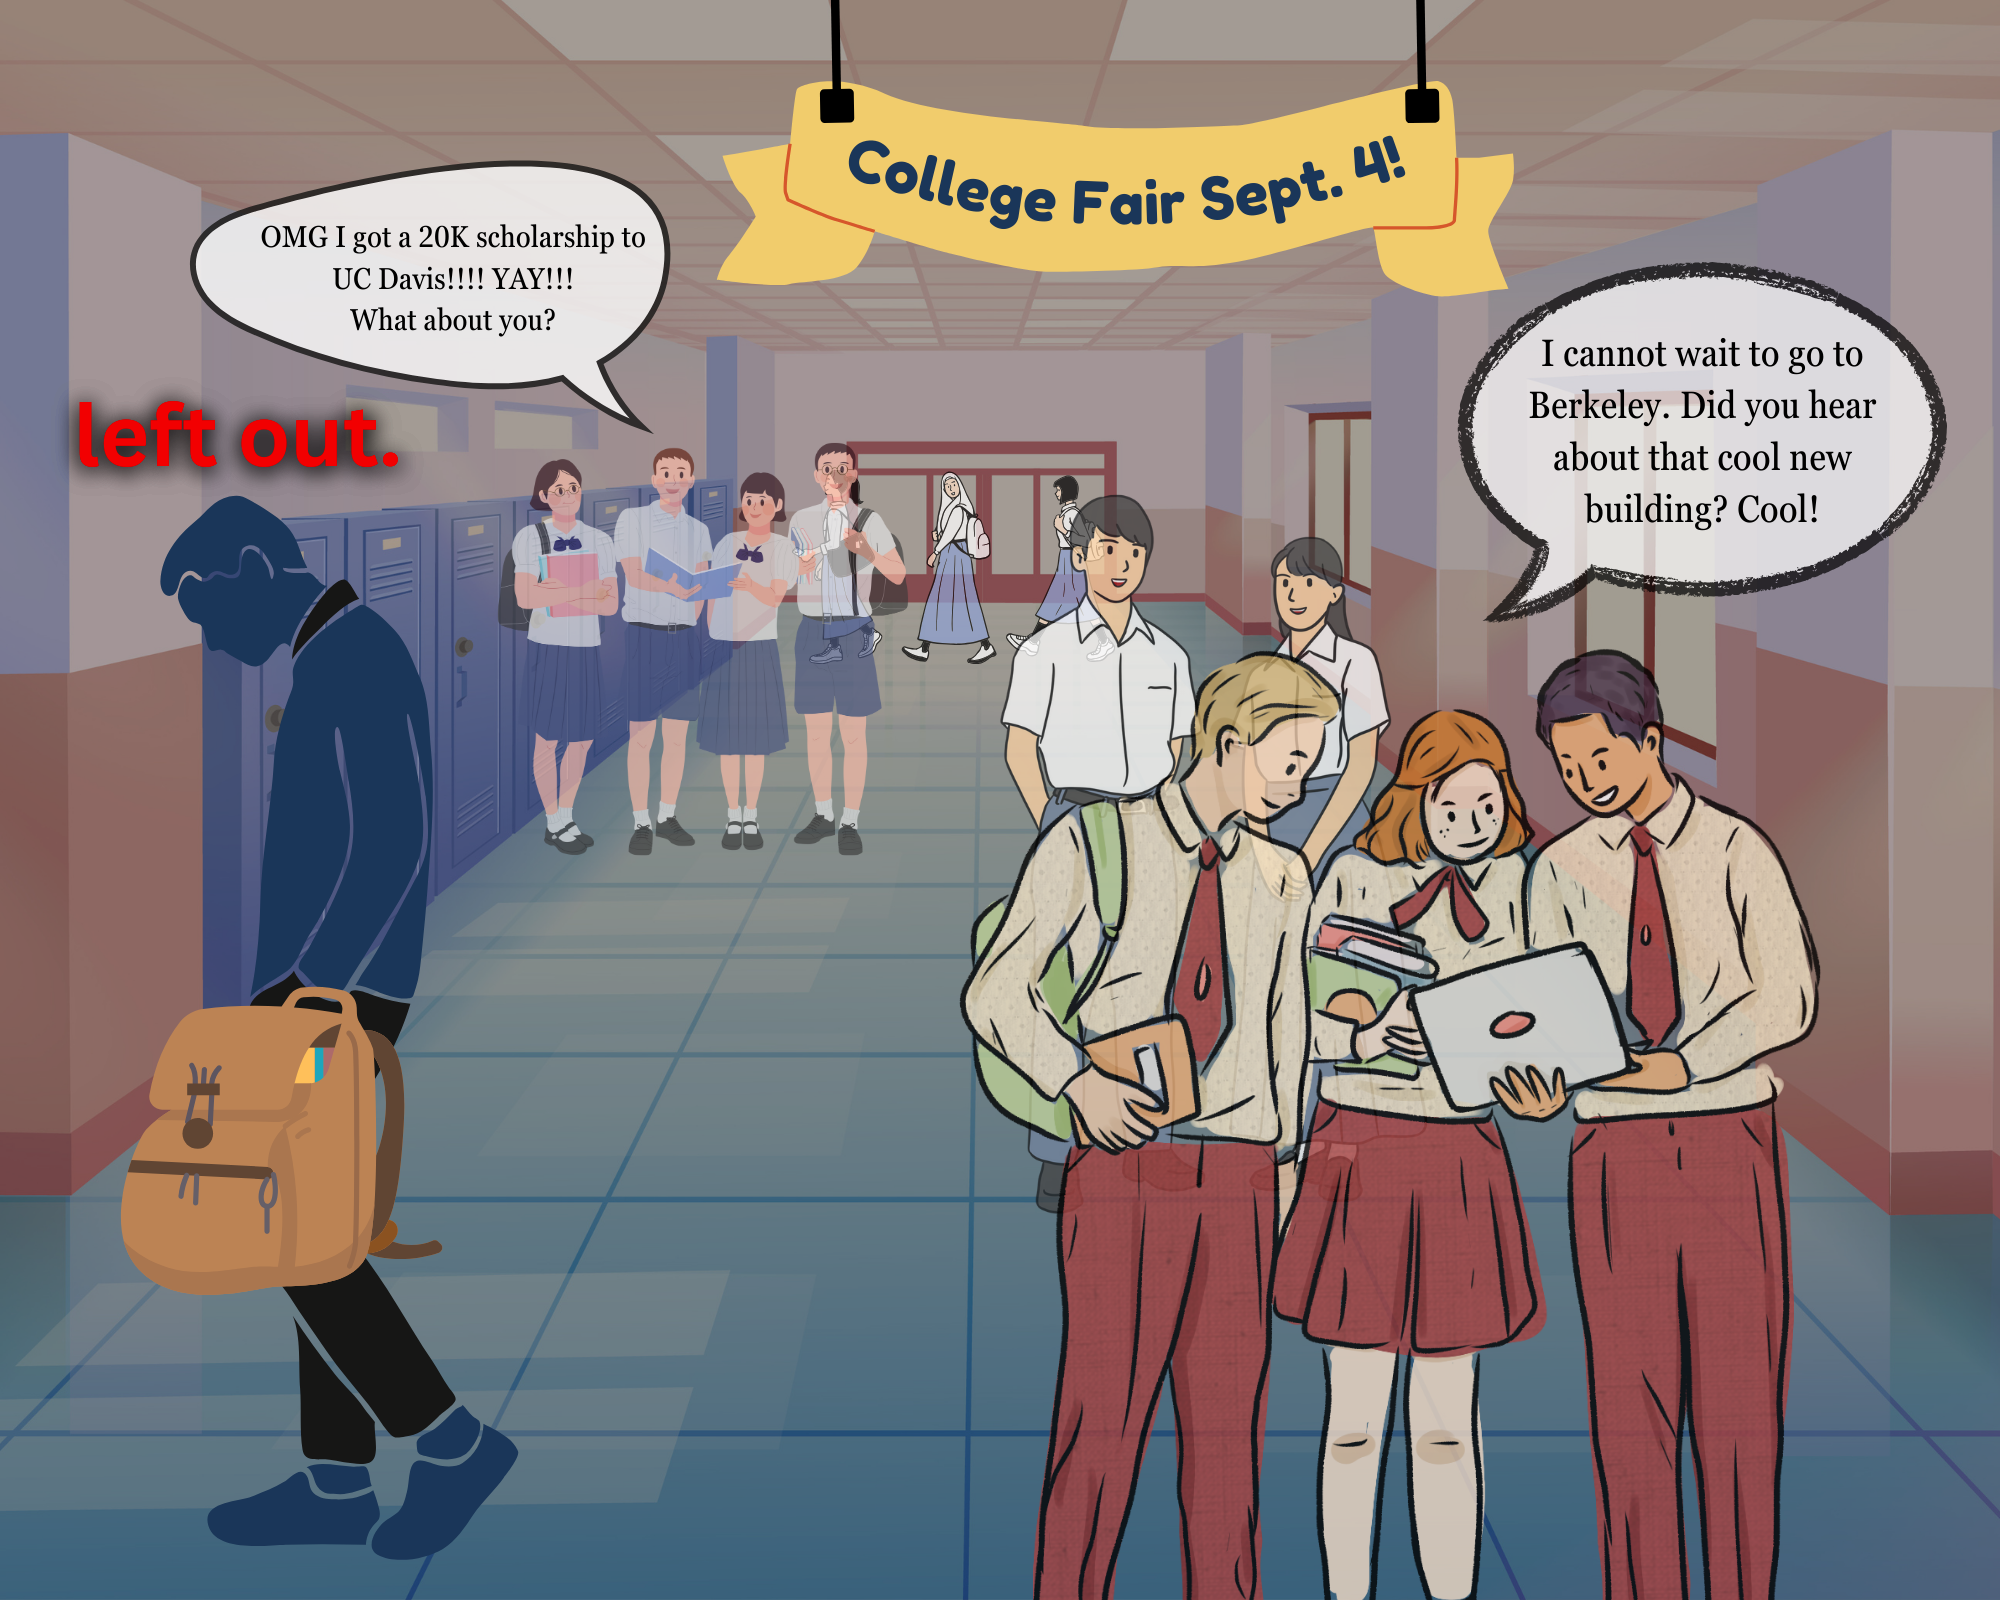 College Fair Sept. 4!
OMG I got a 20K scholarship to
UC Davis!!!! YAY!!!
What about you?
I cannot wait to go to
Berkeley. Did you hear
about that cool new
building? Cool!
left out.